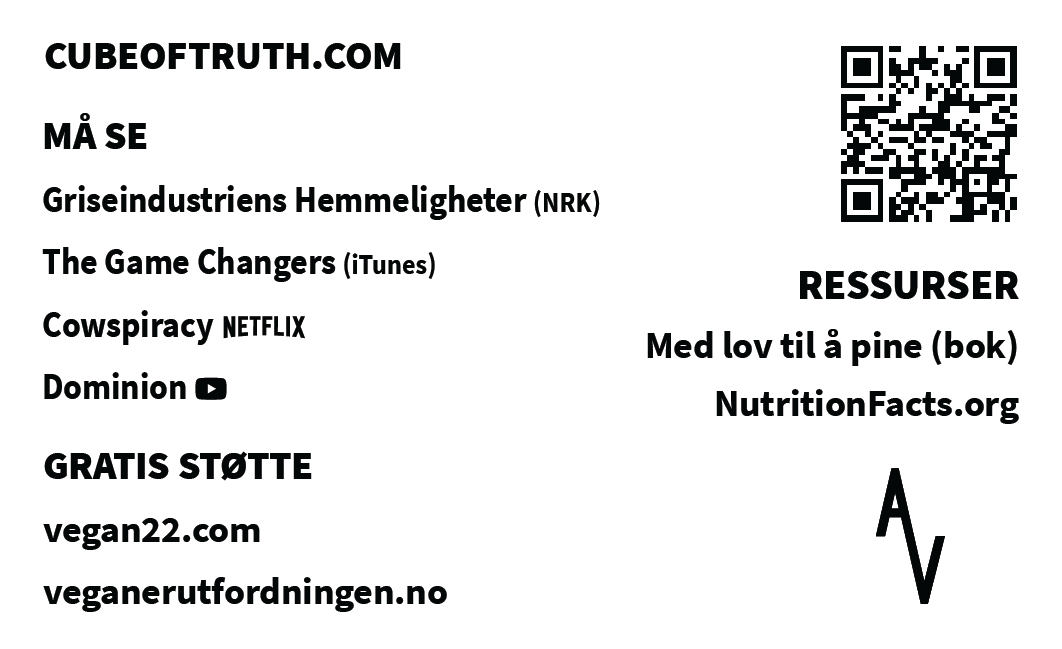 CUBEOFTRUTH.COM
MÅ SE
Griseindustriens Hemmeligheter (NRK)
The Game Changers (iTunes)
Cowspiracy NETFLIX
Dominion
GRATIS STØTTE
vegan22.com
veganerutfordningen.no
RESSURSER
Med lov til å pine (bok)
NutritionFacts.org
AV